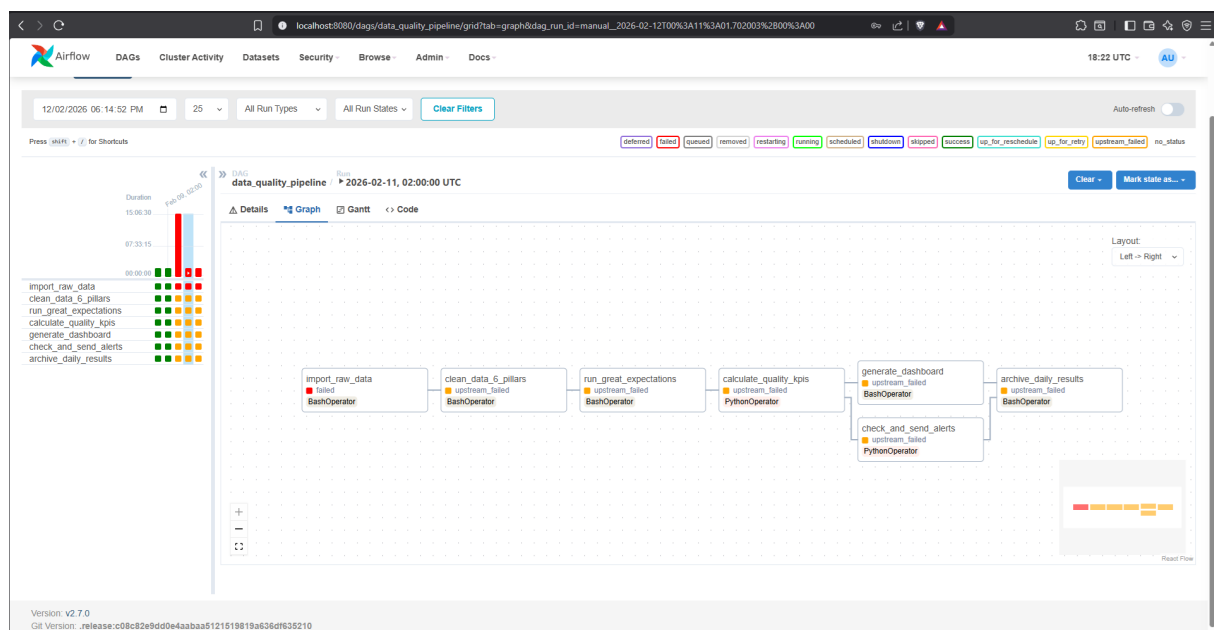 localhost:8080/dags/data_quality_pipeline/grid?tab=graph&dag_run_id=manual__2026-02-12T00%3A11%3A01.702003%2B00%3A00
Airflow DAGs Cluster Activity Datasets Security Browse Admin Docs 18:22 UTC AU
12/02/2026 06:14:52 PM 25 All Run Types All Run States Clear Filters Auto-refresh
Press shift + / for Shortcuts deferred failed queued removed restarting running scheduled shutdown skipped success up_for_reschedule up_for_retry upstream_failed no_status
DAG Run
data_quality_pipeline / 2026-02-11, 02:00:00 UTC Clear Mark state as...
Details Graph Gantt <> Code
Duration Feb 09, 02:00
15:06:30
07:33:15
00:00:00
import_raw_data
clean_data_6_pillars
run_great_expectations
calculate_quality_kpis
generate_dashboard
check_and_send_alerts
archive_daily_results
Layout:
Left -> Right
import_raw_data
failed
BashOperator
clean_data_6_pillars
upstream_failed
BashOperator
run_great_expectations
upstream_failed
BashOperator
calculate_quality_kpis
upstream_failed
PythonOperator
generate_dashboard
upstream_failed
BashOperator
check_and_send_alerts
upstream_failed
PythonOperator
archive_daily_results
upstream_failed
BashOperator
React Flow
Version: v2.7.0
Git Version: .release:c08c82e9dd0e4aabaa5121519819a636df635210